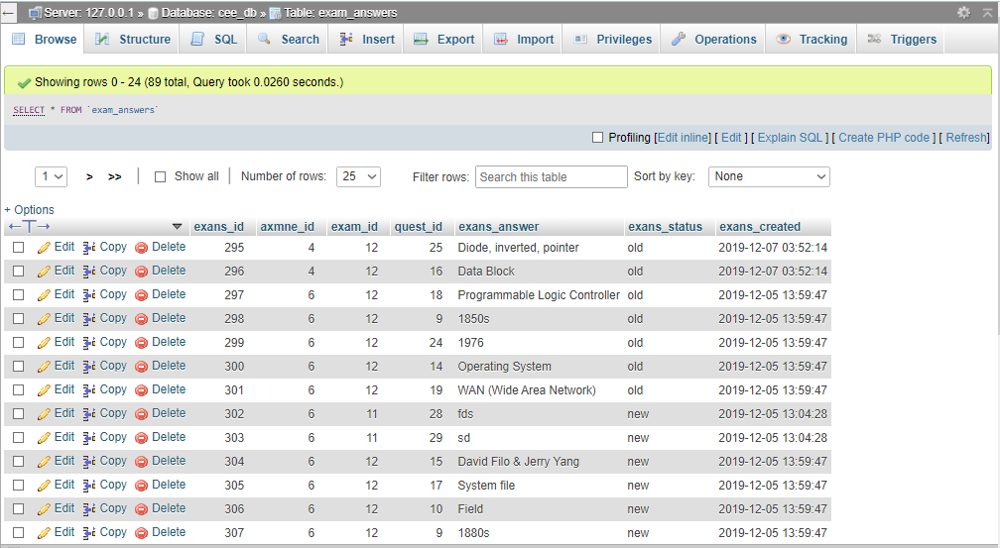 Server: 127.0.0.1 » Database: cee_db » Table: exam_answers
Browse Structure SQL Search Insert Export Import Privileges Operations Tracking Triggers
Showing rows 0 - 24 (89 total, Query took 0.0260 seconds.)
SELECT * FROM `exam_answers`
Profiling [Edit inline] [ Edit ] [ Explain SQL ] [ Create PHP code ] [ Refresh]
1 > >> | Show all | Number of rows: 25 Filter rows: Search this table Sort by key: None
+ Options
←T→ exans_id axmne_id exam_id quest_id exans_answer exans_status exans_created
Edit Copy Delete 295 4 12 25 Diode, inverted, pointer old 2019-12-07 03:52:14
Edit Copy Delete 296 4 12 16 Data Block old 2019-12-07 03:52:14
Edit Copy Delete 297 6 12 18 Programmable Logic Controller old 2019-12-05 13:59:47
Edit Copy Delete 298 6 12 9 1850s old 2019-12-05 13:59:47
Edit Copy Delete 299 6 12 24 1976 old 2019-12-05 13:59:47
Edit Copy Delete 300 6 12 14 Operating System old 2019-12-05 13:59:47
Edit Copy Delete 301 6 12 19 WAN (Wide Area Network) old 2019-12-05 13:59:47
Edit Copy Delete 302 6 11 28 fds new 2019-12-05 13:04:28
Edit Copy Delete 303 6 11 29 sd new 2019-12-05 13:04:28
Edit Copy Delete 304 6 12 15 David Filo & Jerry Yang new 2019-12-05 13:59:47
Edit Copy Delete 305 6 12 17 System file new 2019-12-05 13:59:47
Edit Copy Delete 306 6 12 10 Field new 2019-12-05 13:59:47
Edit Copy Delete 307 6 12 9 1880s new 2019-12-05 13:59:47